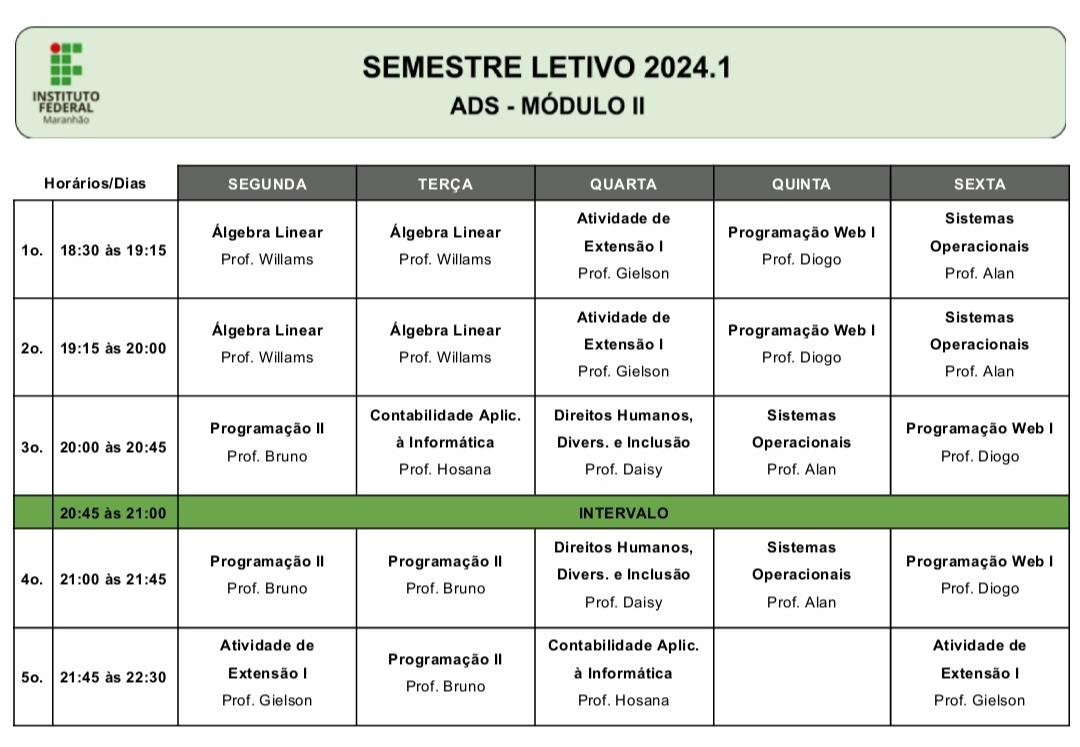 INSTITUTO
FEDERAL
Maranhão
SEMESTRE LETIVO 2024.1
ADS - MÓDULO II
Horários/Dias SEGUNDA TERÇA QUARTA QUINTA SEXTA
1o. 18:30 às 19:15
Álgebra Linear
Prof. Willams
Álgebra Linear
Prof. Willams
Atividade de
Extensão I
Prof. Gielson
Programação Web I
Prof. Diogo
Sistemas
Operacionais
Prof. Alan
2o. 19:15 às 20:00
Álgebra Linear
Prof. Willams
Álgebra Linear
Prof. Willams
Atividade de
Extensão I
Prof. Gielson
Programação Web I
Prof. Diogo
Sistemas
Operacionais
Prof. Alan
3o. 20:00 às 20:45
Programação II
Prof. Bruno
Contabilidade Aplic.
à Informática
Prof. Hosana
Direitos Humanos,
Divers. e Inclusão
Prof. Daisy
Sistemas
Operacionais
Prof. Alan
Programação Web I
Prof. Diogo
20:45 às 21:00 INTERVALO
4o. 21:00 às 21:45
Programação II
Prof. Bruno
Programação II
Prof. Bruno
Direitos Humanos,
Divers. e Inclusão
Prof. Daisy
Sistemas
Operacionais
Prof. Alan
Programação Web I
Prof. Diogo
5o. 21:45 às 22:30
Atividade de
Extensão I
Prof. Gielson
Programação II
Prof. Bruno
Contabilidade Aplic.
à Informática
Prof. Hosana
Atividade de
Extensão I
Prof. Gielson